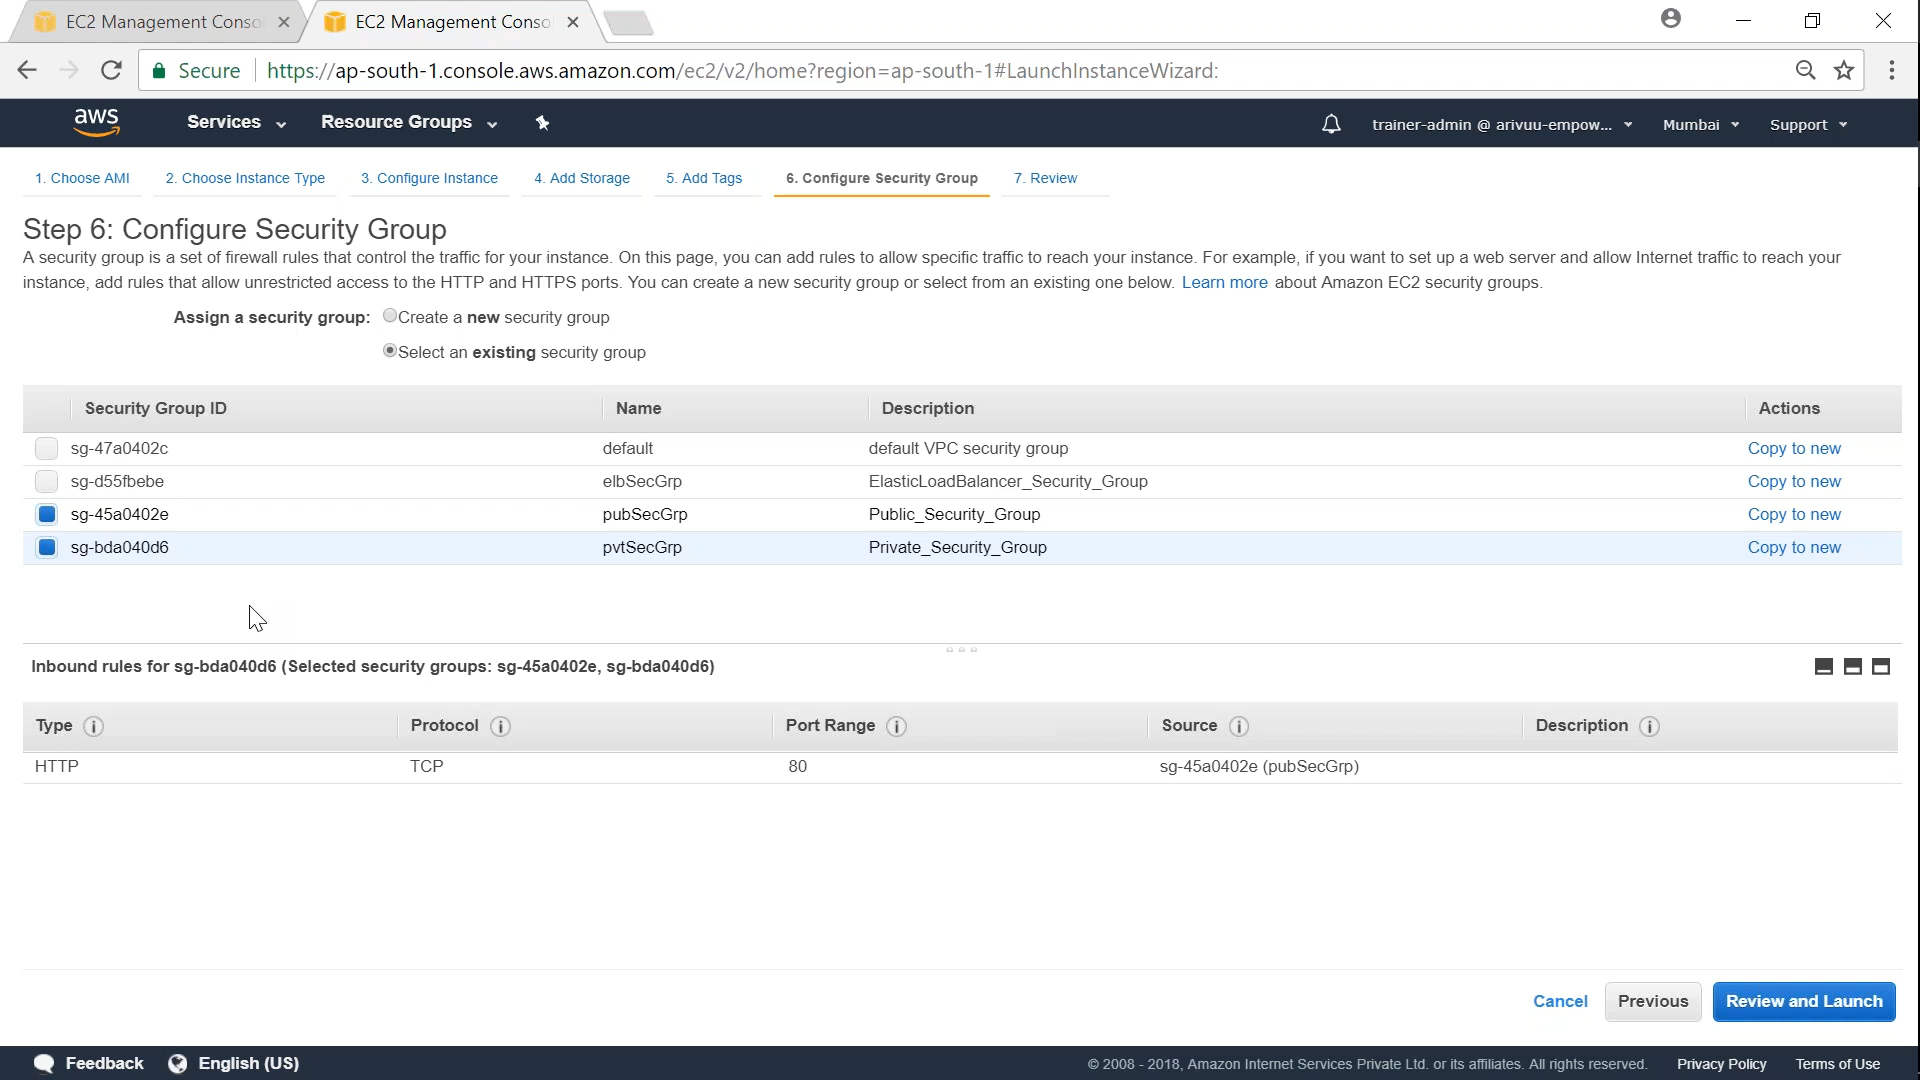 EC2 Management Conso
EC2 Management Conso
Secure https://ap-south-1.console.aws.amazon.com/ec2/v2/home?region=ap-south-1#LaunchInstanceWizard:
aws Services Resource Groups trainer-admin @ arivuu-empow... Mumbai Support
1. Choose AMI 2. Choose Instance Type 3. Configure Instance 4. Add Storage 5. Add Tags 6. Configure Security Group 7. Review
Step 6: Configure Security Group
A security group is a set of firewall rules that control the traffic for your instance. On this page, you can add rules to allow specific traffic to reach your instance. For example, if you want to set up a web server and allow Internet traffic to reach your
instance, add rules that allow unrestricted access to the HTTP and HTTPS ports. You can create a new security group or select from an existing one below. Learn more about Amazon EC2 security groups.
Assign a security group: Create a new security group
Select an existing security group
Security Group ID Name Description Actions
sg-47a0402c default default VPC security group Copy to new
sg-d55fbebe elbSecGrp ElasticLoadBalancer_Security_Group Copy to new
sg-45a0402e pubSecGrp Public_Security_Group Copy to new
sg-bda040d6 pvtSecGrp Private_Security_Group Copy to new
Inbound rules for sg-bda040d6 (Selected security groups: sg-45a0402e, sg-bda040d6)
Type Protocol Port Range Source Description
HTTP TCP 80 sg-45a0402e (pubSecGrp)
Cancel Previous Review and Launch
Feedback English (US) © 2008 - 2018, Amazon Internet Services Private Ltd. or its affiliates. All rights reserved. Privacy Policy Terms of Use